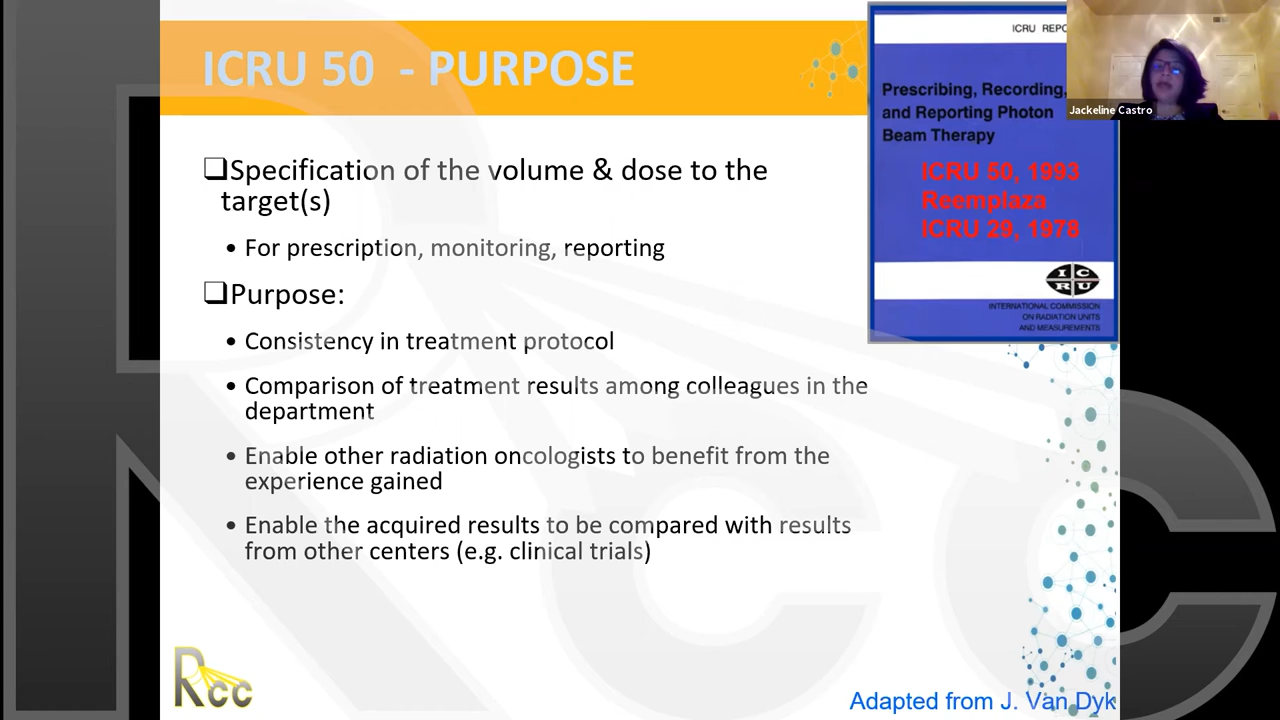 ICRU 50 - PURPOSE
❑Specification of the volume & dose to the
target(s)
• For prescription, monitoring, reporting
❑Purpose:
• Consistency in treatment protocol
• Comparison of treatment results among colleagues in the
department
• Enable other radiation oncologists to benefit from the
experience gained
• Enable the acquired results to be compared with results
from other centers (e.g. clinical trials)
ICRU REPO
Prescribing, Recording,
and Reporting Photon
Beam Therapy
ICRU 50, 1993
Reemplaza
ICRU 29, 1978
IC
RU
INTERNATIONAL COMMISSION
ON RADIATION UNITS
AND MEASUREMENTS
Jackeline Castro
Rcc
Adapted from J. Van Dyk
Rcc